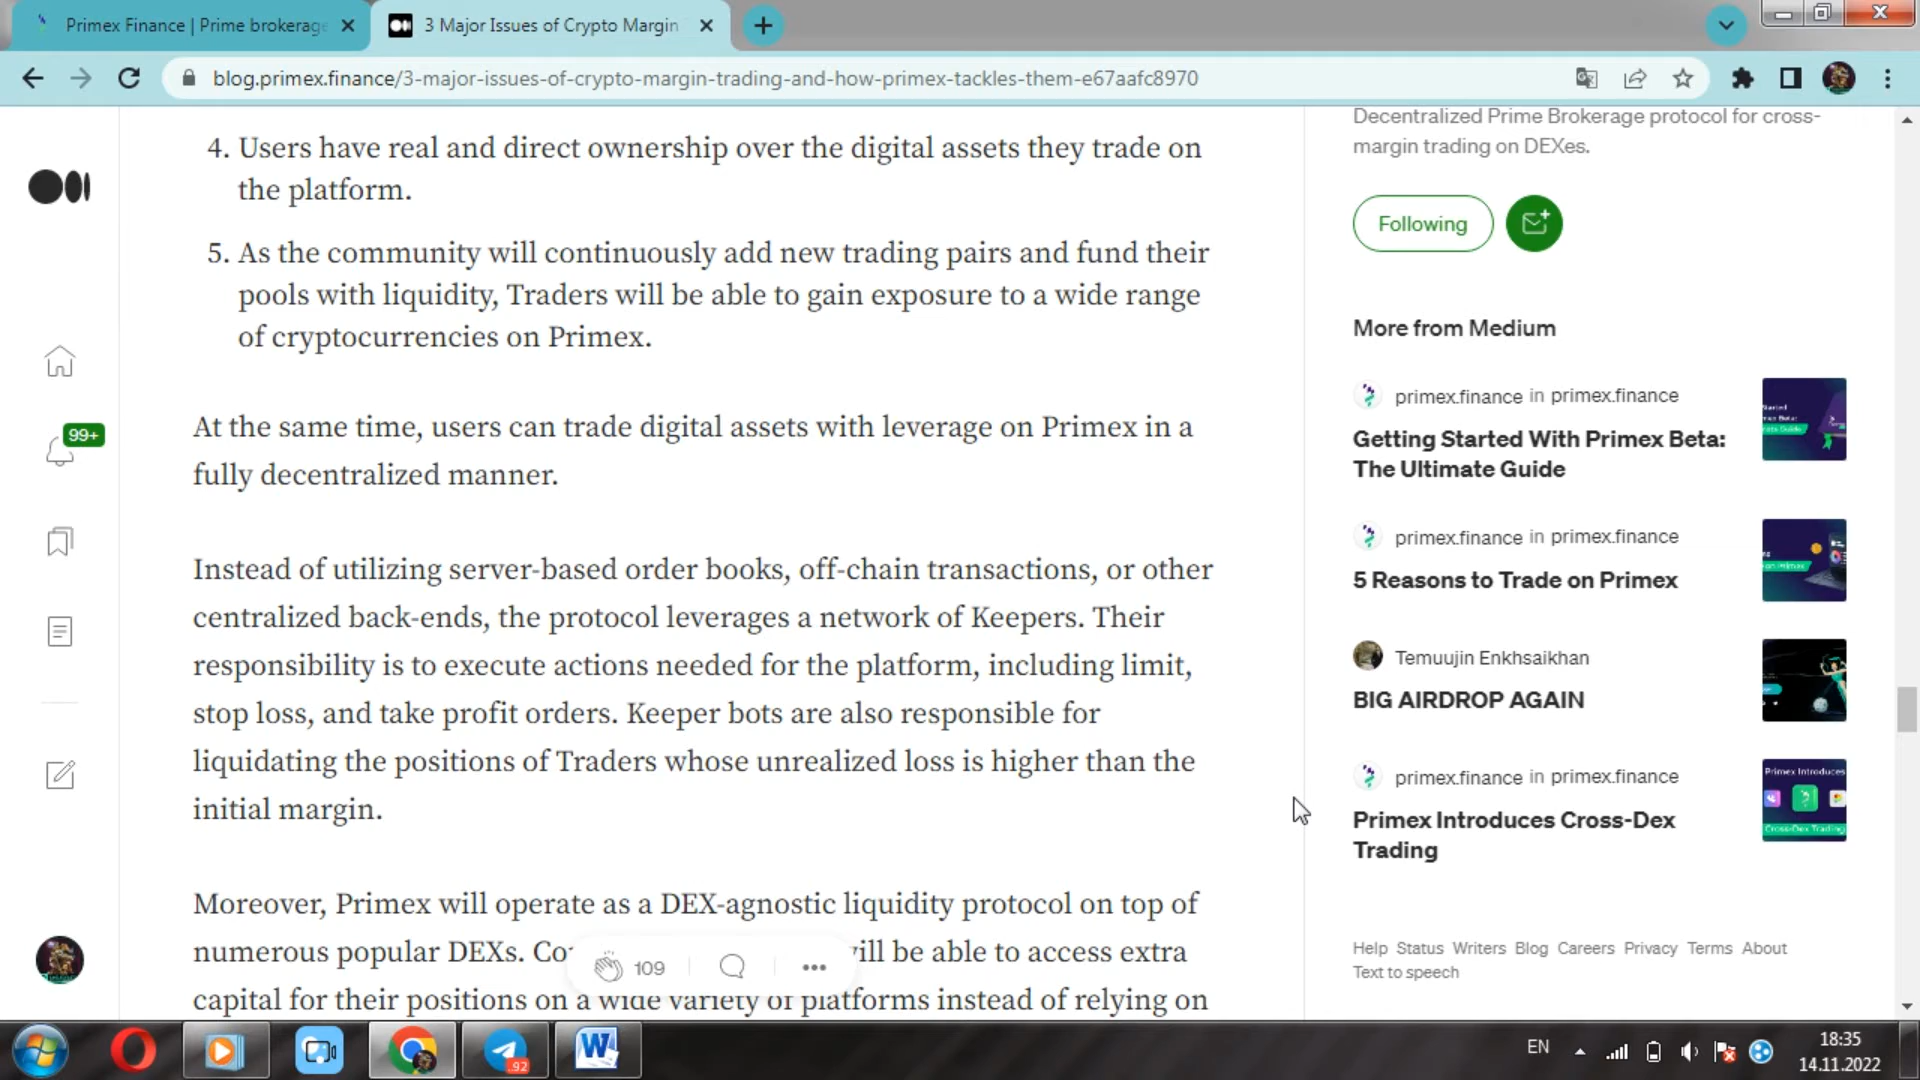 Primex Finance | Prime brokerage
3 Major Issues of Crypto Margin
blog.primex.finance/3-major-issues-of-crypto-margin-trading-and-how-primex-tackles-them-e67aafc8970
4. Users have real and direct ownership over the digital assets they trade on
the platform.
5. As the community will continuously add new trading pairs and fund their
pools with liquidity, Traders will be able to gain exposure to a wide range
of cryptocurrencies on Primex.
At the same time, users can trade digital assets with leverage on Primex in a
fully decentralized manner.
Instead of utilizing server-based order books, off-chain transactions, or other
centralized back-ends, the protocol leverages a network of Keepers. Their
responsibility is to execute actions needed for the platform, including limit,
stop loss, and take profit orders. Keeper bots are also responsible for
liquidating the positions of Traders whose unrealized loss is higher than the
initial margin.
Moreover, Primex will operate as a DEX-agnostic liquidity protocol on top of
numerous popular DEXs. will be able to access extra
capital for their positions on a wide variety of platforms instead of relying on
109
99+
Decentralized Prime Brokerage protocol for cross-
margin trading on DEXes.
Following
More from Medium
primex.finance in primex.finance
Getting Started With Primex Beta:
The Ultimate Guide
primex.finance in primex.finance
5 Reasons to Trade on Primex
Temuujin Enkhsaikhan
BIG AIRDROP AGAIN
primex.finance in primex.finance
Primex Introduces Cross-Dex
Trading
Primex Introduces
Cross-Dex Trading
Help Status Writers Blog Careers Privacy Terms About
Text to speech
92
W
EN
18:35
14.11.2022